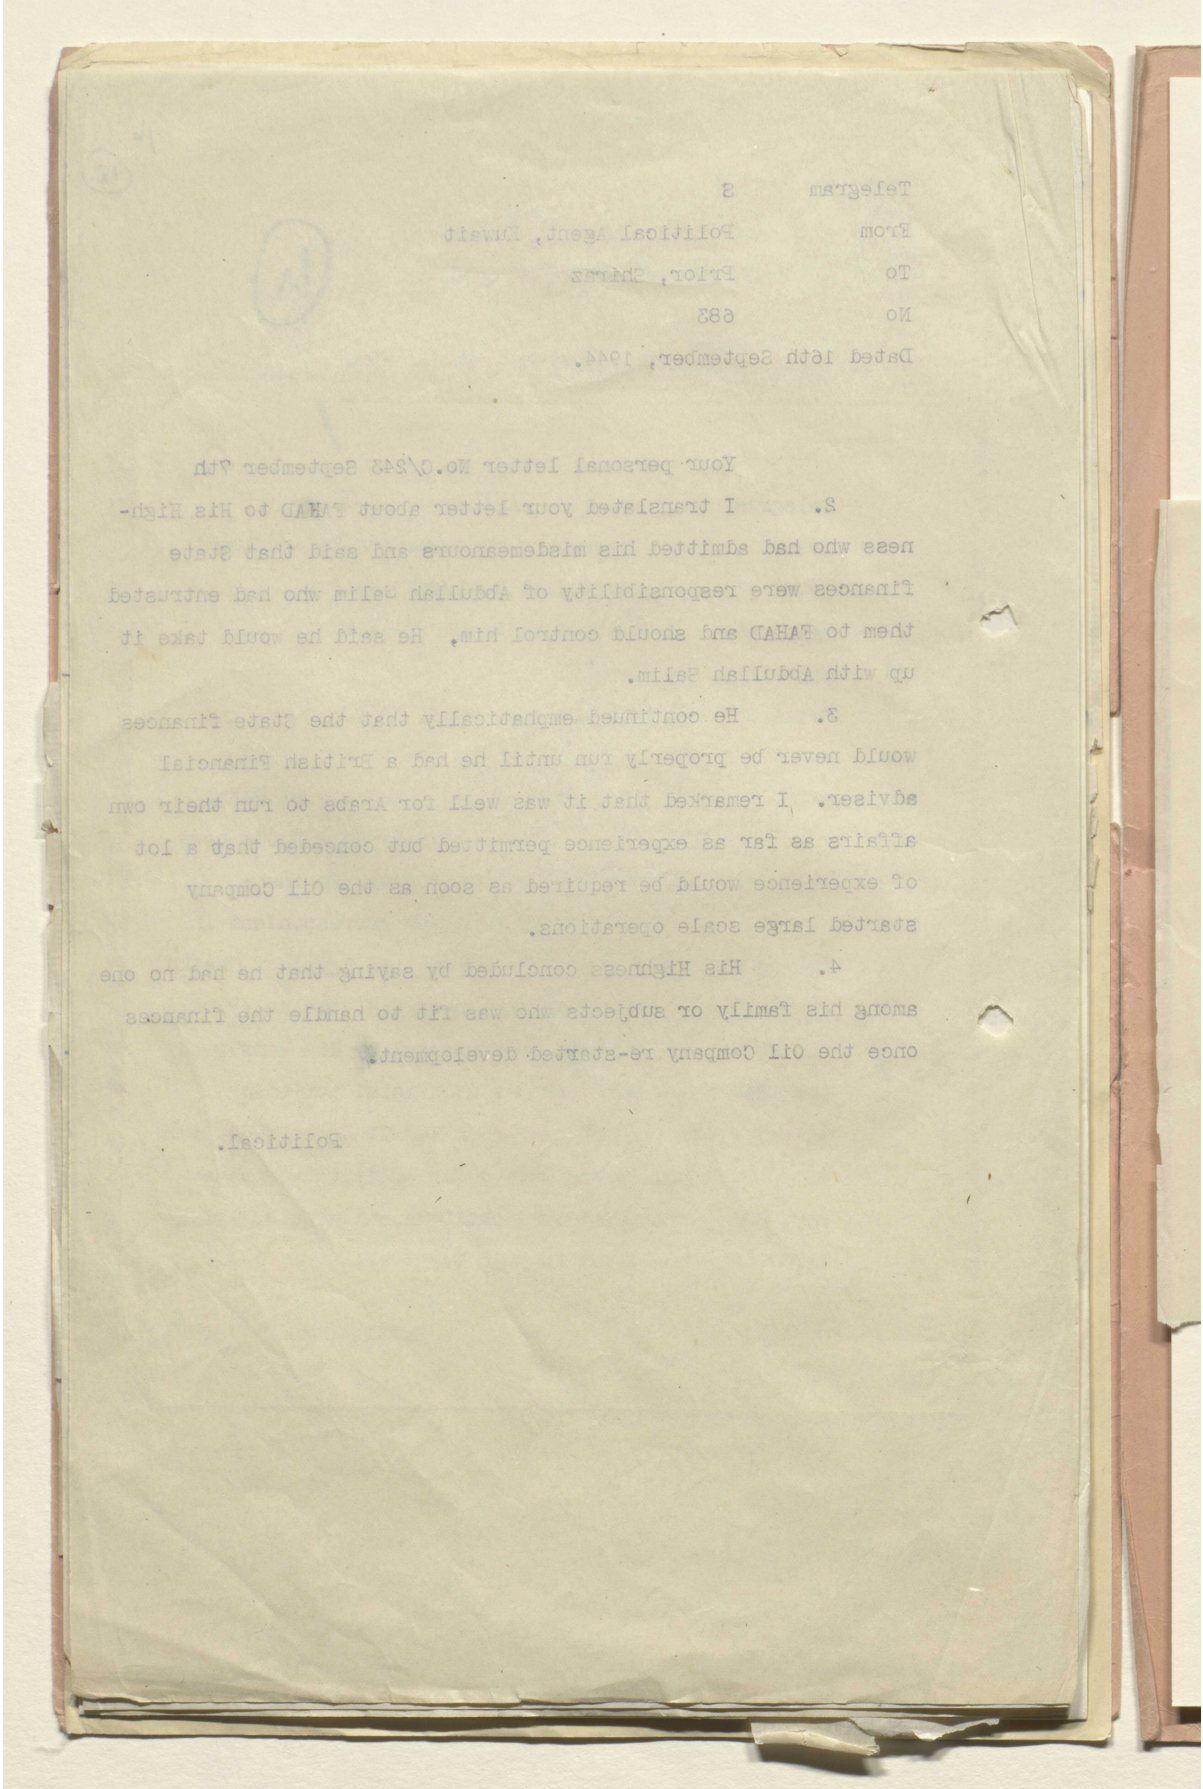 Telegram S
From Political Agent, Kuwait
To Prior, Shiraz
No 683
Dated 16th September, 1944.
Your personal letter No.C/243 September 7th
2. I translated your letter about FAHAD to His High-
ness who had admitted his misdemeanours and said that State
finances were responsibility of Abdullah Salim who had entrusted
them to FAHAD and should control him. He said he would take it
up with Abdullah Salim.
3. He continued emphatically that the State finances
would never be properly run until he had a British Financial
adviser. I remarked that it was well for Arabs to run their own
affairs as far as experience permitted but conceded that a lot
of experience would be required as soon as the Oil Company
started large scale operations.
4. His Highness concluded by saying that he had no one
among his family or subjects who was fit to handle the finances
once the Oil Company re-started development.
Political.